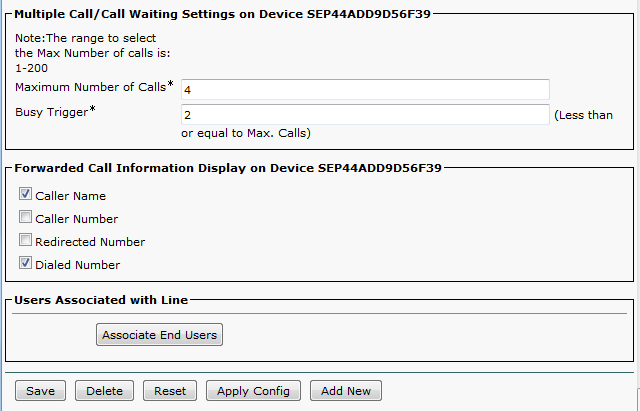 Multiple Call/Call Waiting Settings on Device SEP44ADD9D56F39
Note:The range to select
the Max Number of calls is:
1-200
Maximum Number of Calls* 4
Busy Trigger* 2 (Less than
or equal to Max. Calls)
Forwarded Call Information Display on Device SEP44ADD9D56F39
Caller Name
Caller Number
Redirected Number
Dialed Number
Users Associated with Line
Associate End Users
Save Delete Reset Apply Config Add New